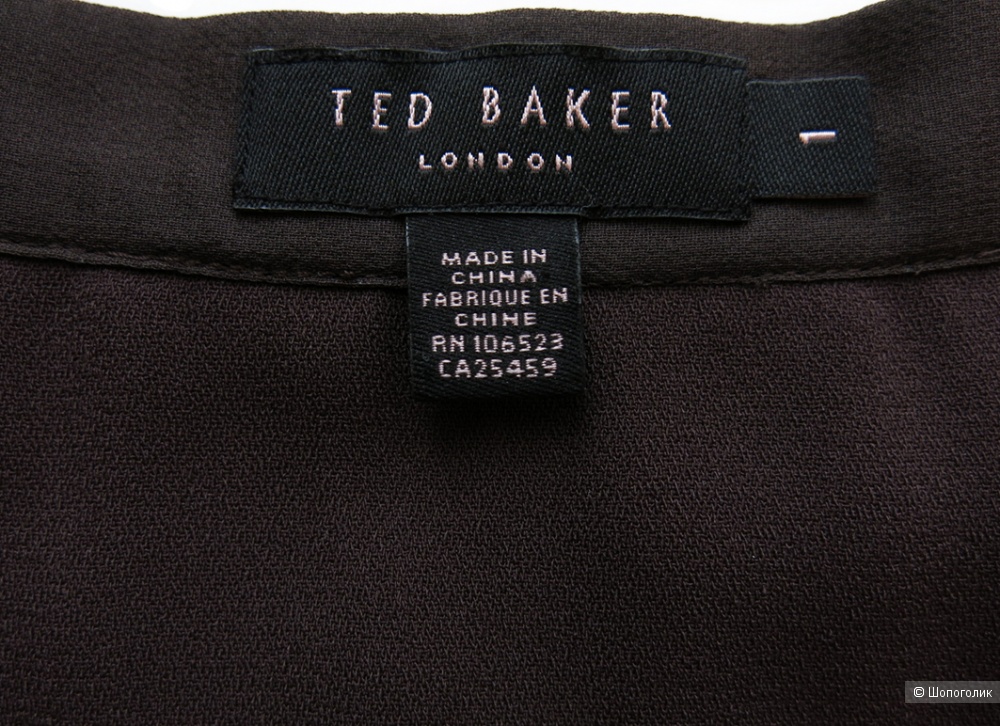 TED BAKER
LONDON
1
MADE IN
CHINA
FABRIQUE EN
CHINE
RN 106523
CA25459
© Шопоголик